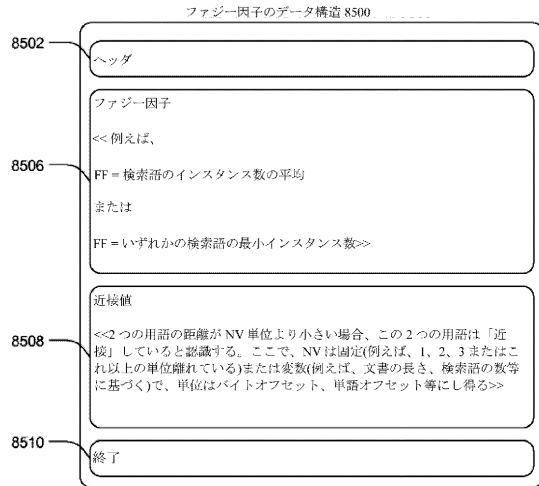 ファジー因子のデータ構造 8500
8502
ヘッダ
ファジー因子
<< 例えば、
8506
FF = 検索語のインスタンス数の平均
または
FF = いずれかの検索語の最小インスタンス数>>
近接値
<<2 つの用語の距離が NV 単位より小さい場合、この 2 つの用語は「近
8508
接」していると認識する。ここで、NV は固定(例えば、1、2、3 またはこ
れ以上の単位離れている)または変数(例えば、文書の長さ、検索語の数等
に基づく)で、単位はバイトオフセット、単語オフセット等にし得る>>
8510
終了